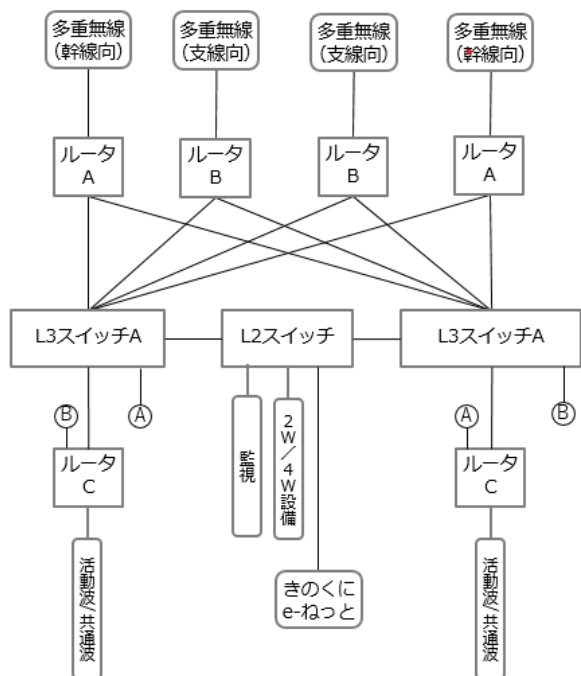 多重無線
(幹線向)
多重無線
(支線向)
多重無線
(支線向)
多重無線
(幹線向)
ルータ
A
ルータ
B
ルータ
B
ルータ
A
L3スイッチA
L2スイッチ
L3スイッチA
B
A
A
B
ルータ
C
監視
2W/4W設備
ルータ
C
活動波/共通波
きのくに
e-ねっと
活動波/共通波